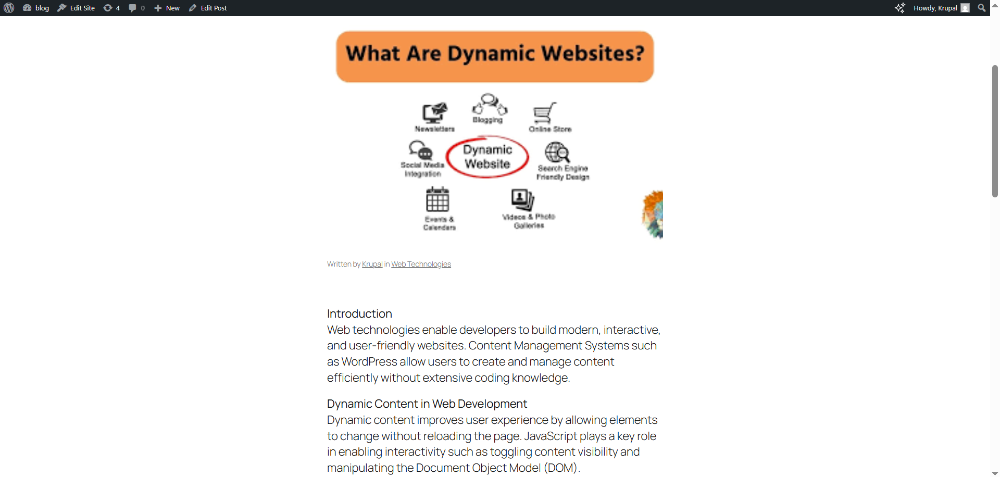 blog Edit Site 4 0 New Edit Post Howdy, Krupal
What Are Dynamic Websites?
Blogging
Newsletters
Online Store
Dynamic
Website
Social Media
Integration
Search Engine
Friendly Design
Events &
Calendars
Videos & Photo
Galleries
Written by Krupal in Web Technologies
Introduction
Web technologies enable developers to build modern, interactive,
and user-friendly websites. Content Management Systems such
as WordPress allow users to create and manage content
efficiently without extensive coding knowledge.
Dynamic Content in Web Development
Dynamic content improves user experience by allowing elements
to change without reloading the page. JavaScript plays a key role
in enabling interactivity such as toggling content visibility and
manipulating the Document Object Model (DOM).